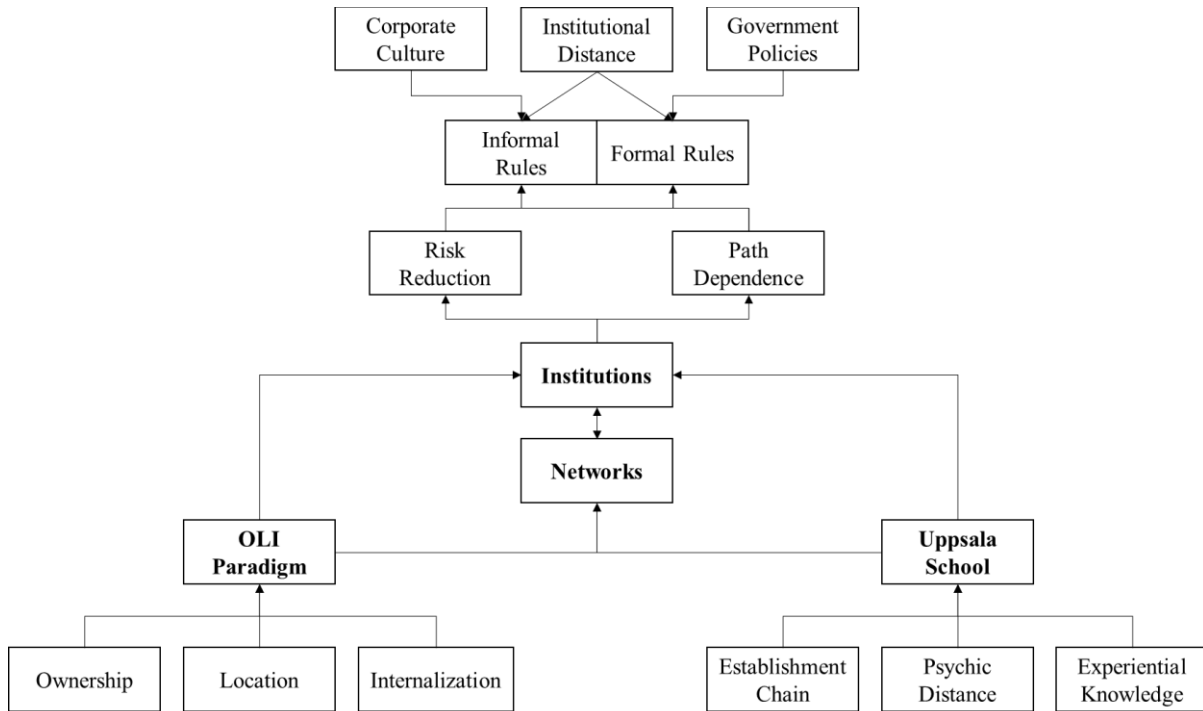 Corporate
Culture
Institutional
Distance
Government
Policies
Informal
Rules
Formal Rules
Risk
Reduction
Path
Dependence
Institutions
Networks
OLI
Paradigm
Uppsala
School
Ownership
Location
Internalization
Establishment
Chain
Psychic
Distance
Experiential
Knowledge